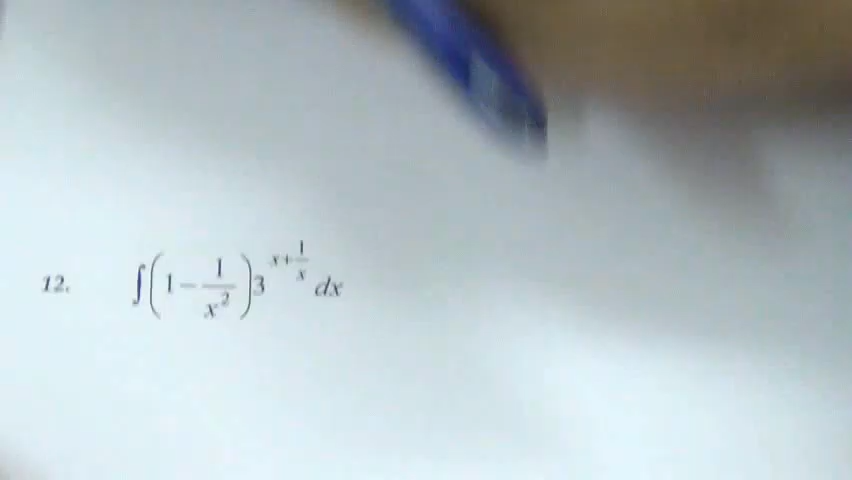 12. ∫(1 - 1/x²)3^(x+1/x) dx